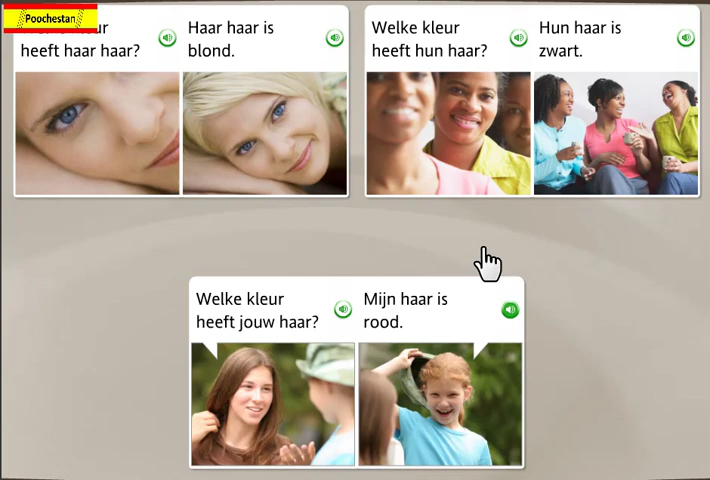 Poochestan
heeft haar haar?
Haar haar is
blond.
Welke kleur
heeft hun haar?
Hun haar is
zwart.
Welke kleur
heeft jouw haar?
Mijn haar is
rood.